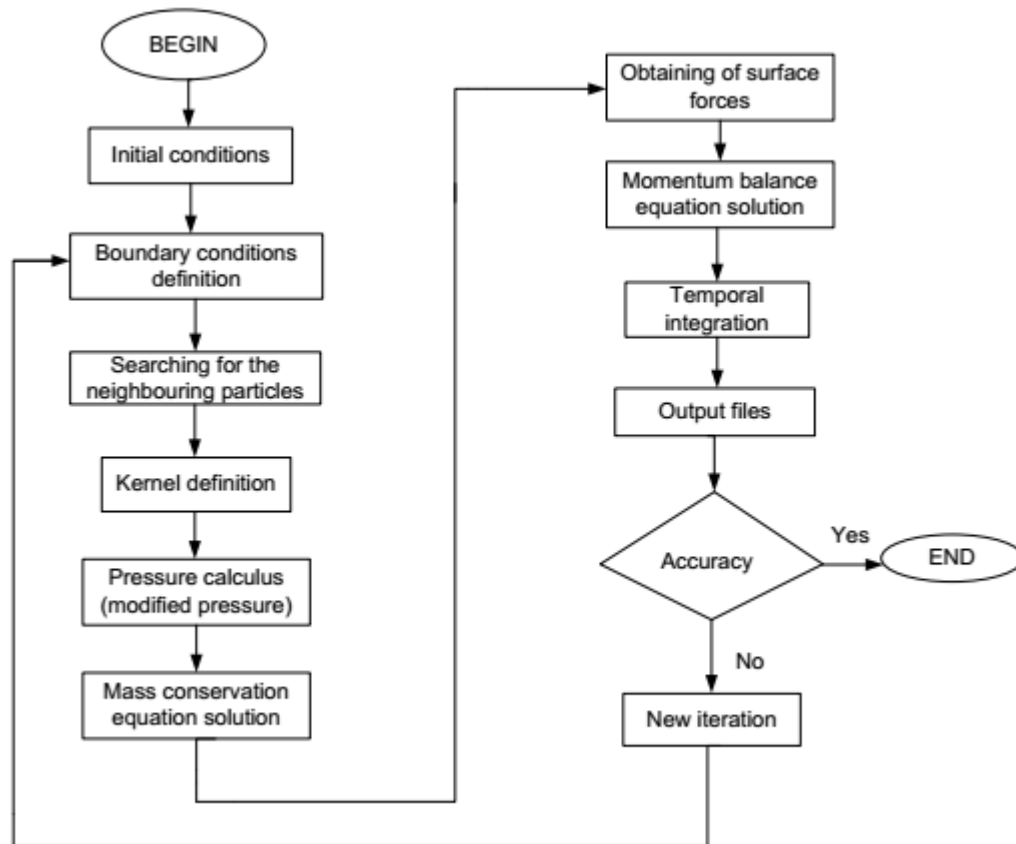 BEGIN
Initial conditions
Boundary conditions
definition
Searching for the
neighbouring particles
Kernel definition
Pressure calculus
(modified pressure)
Mass conservation
equation solution
Obtaining of surface
forces
Momentum balance
equation solution
Temporal
integration
Output files
Accuracy
Yes
END
No
New iteration